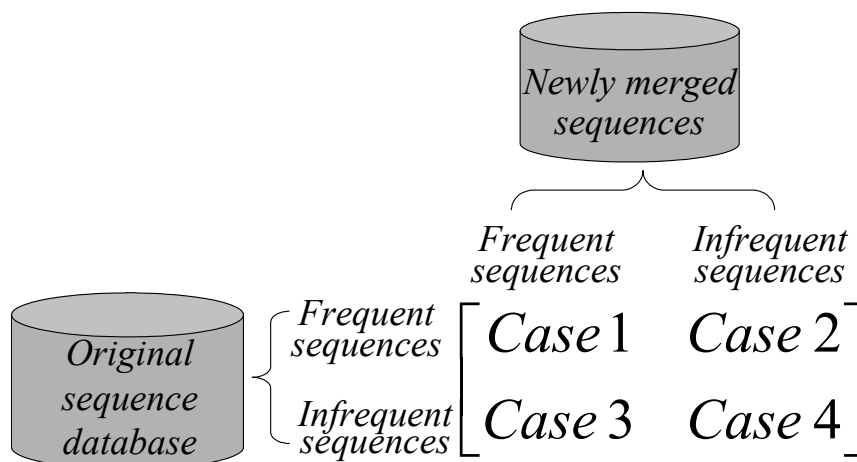 Newly merged
sequences
Frequent
sequences
Infrequent
sequences
Original
sequence
database
Frequent
sequences
Infrequent
sequences
Case 1 Case 2
Case 3 Case 4